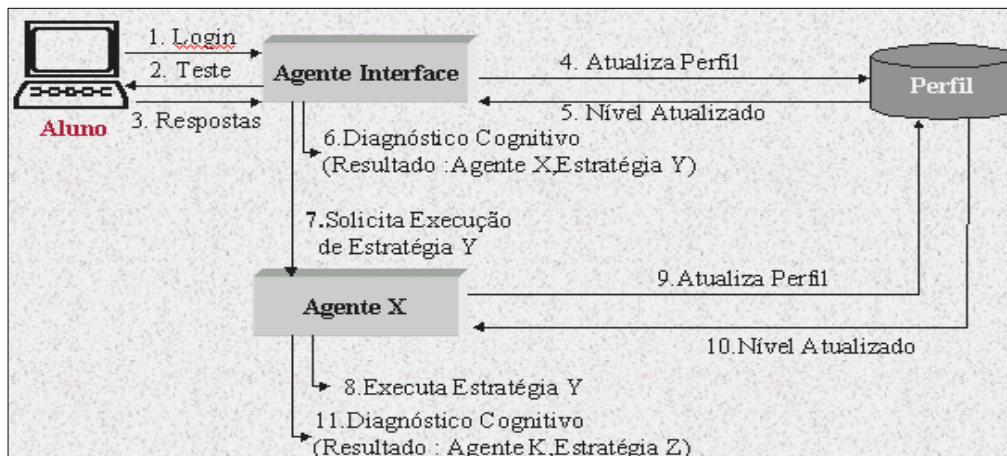 1. Login
2. Teste
3. Respostas
Aluno
Agente Interface
4. Atualiza Perfil
5. Nível Atualizado
Perfil
6.Diagnóstico Cognitivo
(Resultado :Agente X,Estratégia Y)
7.Solicita Execução
de Estratégia Y
Agente X
9.Atualiza Perfil
10.Nível Atualizado
8.Executa Estratégia Y
11.Diagnóstico Cognitivo
(Resultado : Agente K,Estratégia Z)